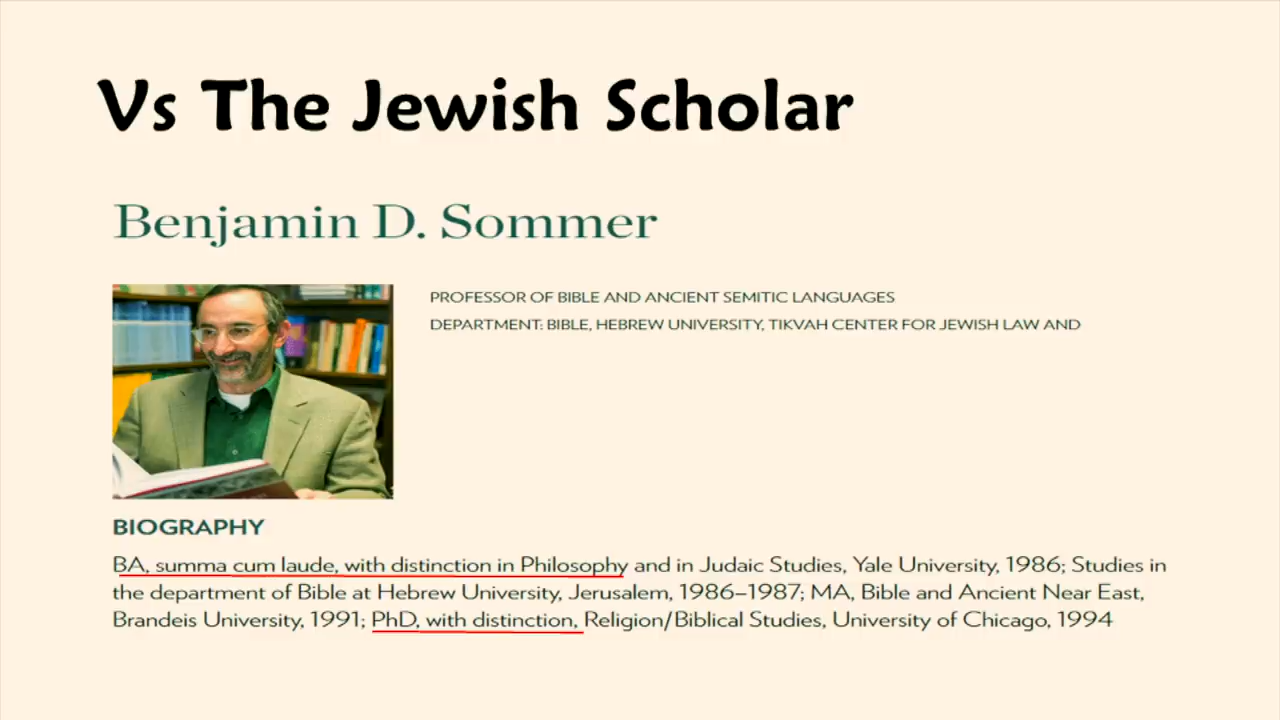 Vs The Jewish Scholar
Benjamin D. Sommer
PROFESSOR OF BIBLE AND ANCIENT SEMITIC LANGUAGES
DEPARTMENT: BIBLE, HEBREW UNIVERSITY, TIKVAH CENTER FOR JEWISH LAW AND
BIOGRAPHY
BA, summa cum laude, with distinction in Philosophy and in Judaic Studies, Yale University, 1986; Studies in
the department of Bible at Hebrew University, Jerusalem, 1986–1987; MA, Bible and Ancient Near East,
Brandeis University, 1991; PhD, with distinction, Religion/Biblical Studies, University of Chicago, 1994